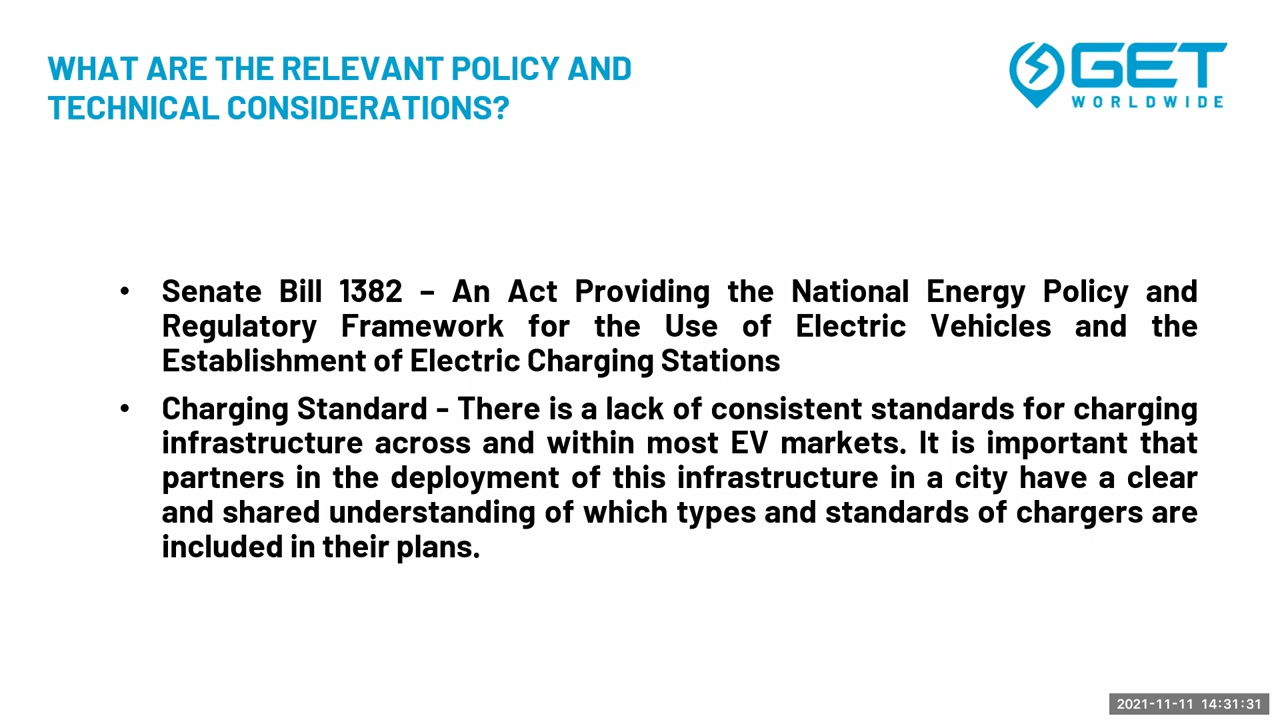 WHAT ARE THE RELEVANT POLICY AND
TECHNICAL CONSIDERATIONS?
GET
WORLDWIDE
• Senate Bill 1382 – An Act Providing the National Energy Policy and
Regulatory Framework for the Use of Electric Vehicles and the
Establishment of Electric Charging Stations
• Charging Standard - There is a lack of consistent standards for charging
infrastructure across and within most EV markets. It is important that
partners in the deployment of this infrastructure in a city have a clear
and shared understanding of which types and standards of chargers are
included in their plans.
2021-11-11 14:31:31